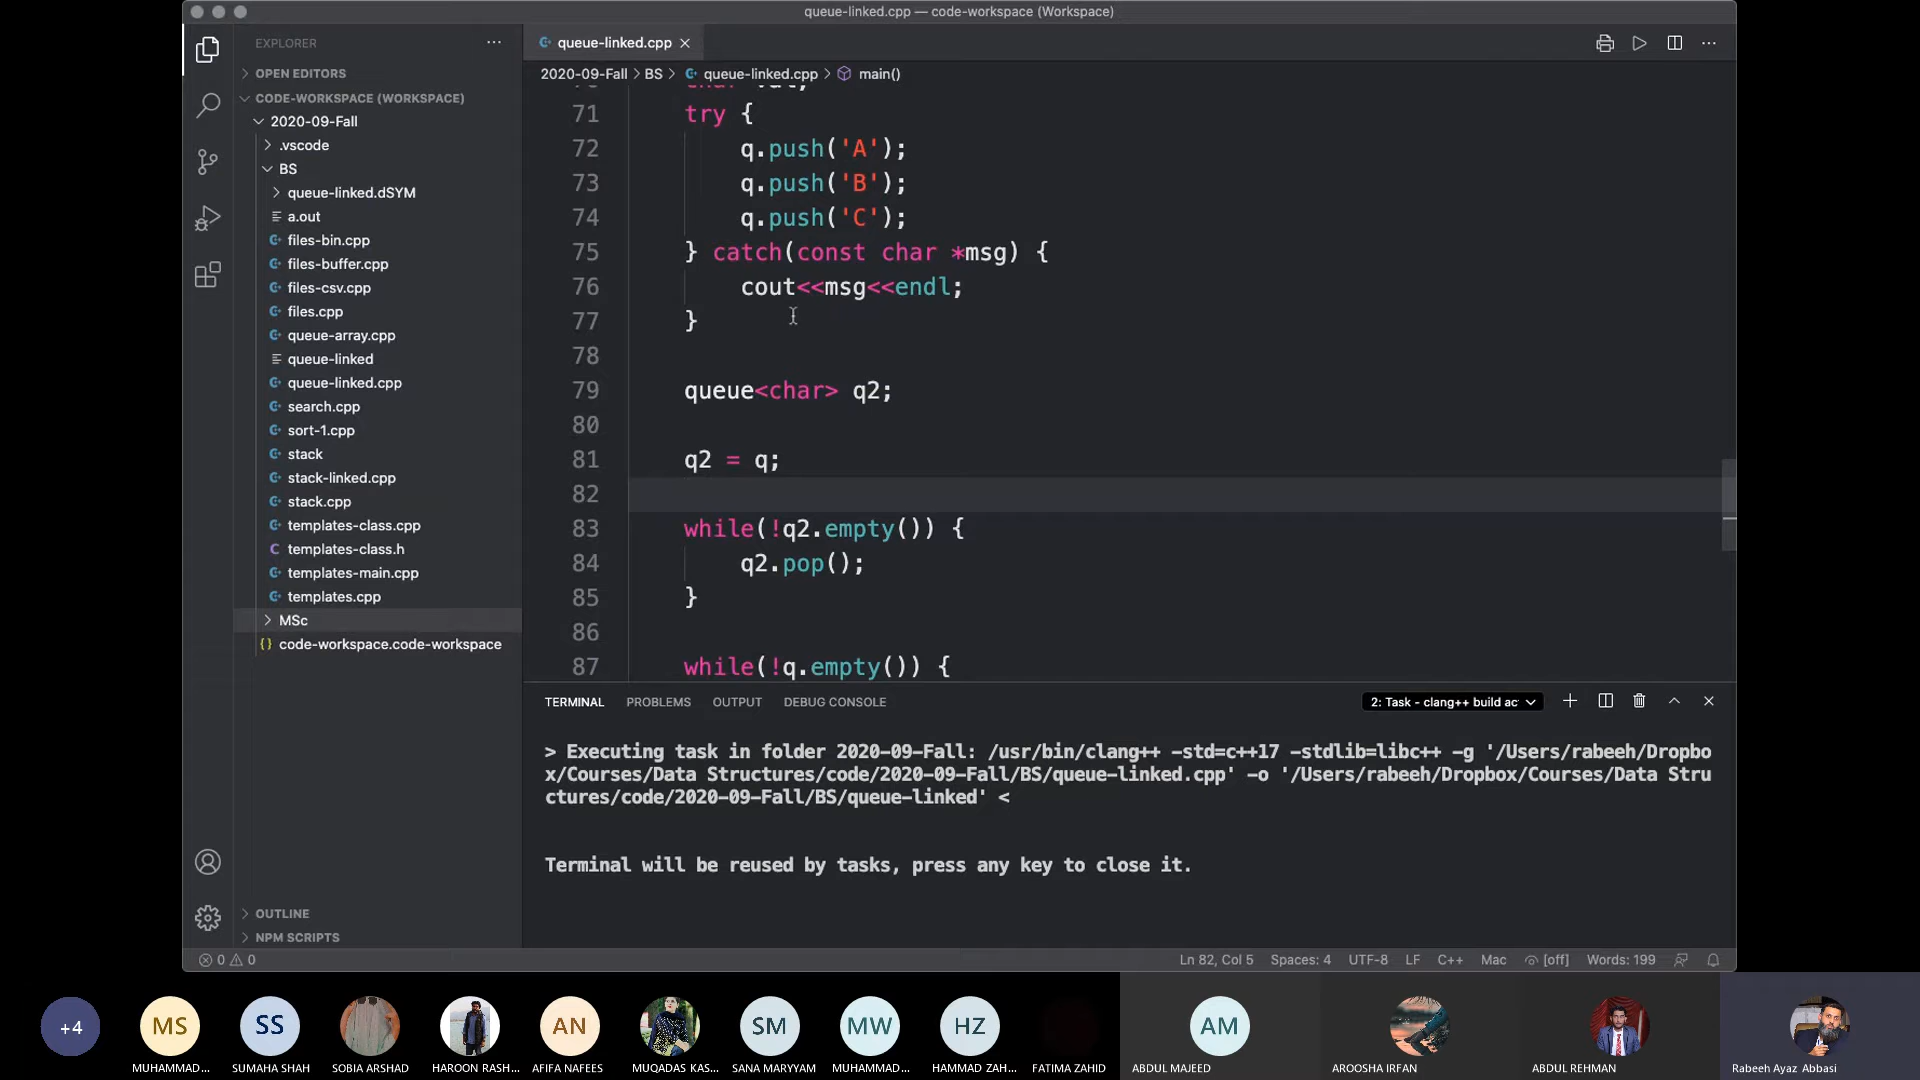 queue-linked.cpp — code-workspace (Workspace)
EXPLORER
OPEN EDITORS
CODE-WORKSPACE (WORKSPACE)
2020-09-Fall
.vscode
BS
queue-linked.dSYM
a.out
files-bin.cpp
files-buffer.cpp
files-csv.cpp
files.cpp
queue-array.cpp
queue-linked
queue-linked.cpp
search.cpp
sort-1.cpp
stack
stack-linked.cpp
stack.cpp
templates-class.cpp
templates-class.h
templates-main.cpp
templates.cpp
MSc
code-workspace.code-workspace
OUTLINE
NPM SCRIPTS
queue-linked.cpp
2020-09-Fall > BS > queue-linked.cpp > main()
71 try {
72 q.push('A');
73 q.push('B');
74 q.push('C');
75 } catch(const char *msg) {
76 cout<<msg<<endl;
77 }
78
79 queue<char> q2;
80
81 q2 = q;
82
83 while(!q2.empty()) {
84 q2.pop();
85 }
86
87 while(!q.empty()) {
TERMINAL PROBLEMS OUTPUT DEBUG CONSOLE 2: Task - clang++ build ac
> Executing task in folder 2020-09-Fall: /usr/bin/clang++ -std=c++17 -stdlib=libc++ -g '/Users/rabeeh/Dropbo
x/Courses/Data Structures/code/2020-09-Fall/BS/queue-linked.cpp' -o '/Users/rabeeh/Dropbox/Courses/Data Stru
ctures/code/2020-09-Fall/BS/queue-linked' <
Terminal will be reused by tasks, press any key to close it.
0 0 Ln 82, Col 5 Spaces: 4 UTF-8 LF C++ Mac [off] Words: 199
+4 MS SS AN SM MW HZ AM
MUHAMMAD... SUMAHA SHAH SOBIA ARSHAD HAROON RASH... AFIFA NAFEES MUQADAS KAS... SANA MARYYAM MUHAMMAD... HAMMAD ZAH... FATIMA ZAHID ABDUL MAJEED AROOSHA IRFAN ABDUL REHMAN Rabeeh Ayaz Abbasi